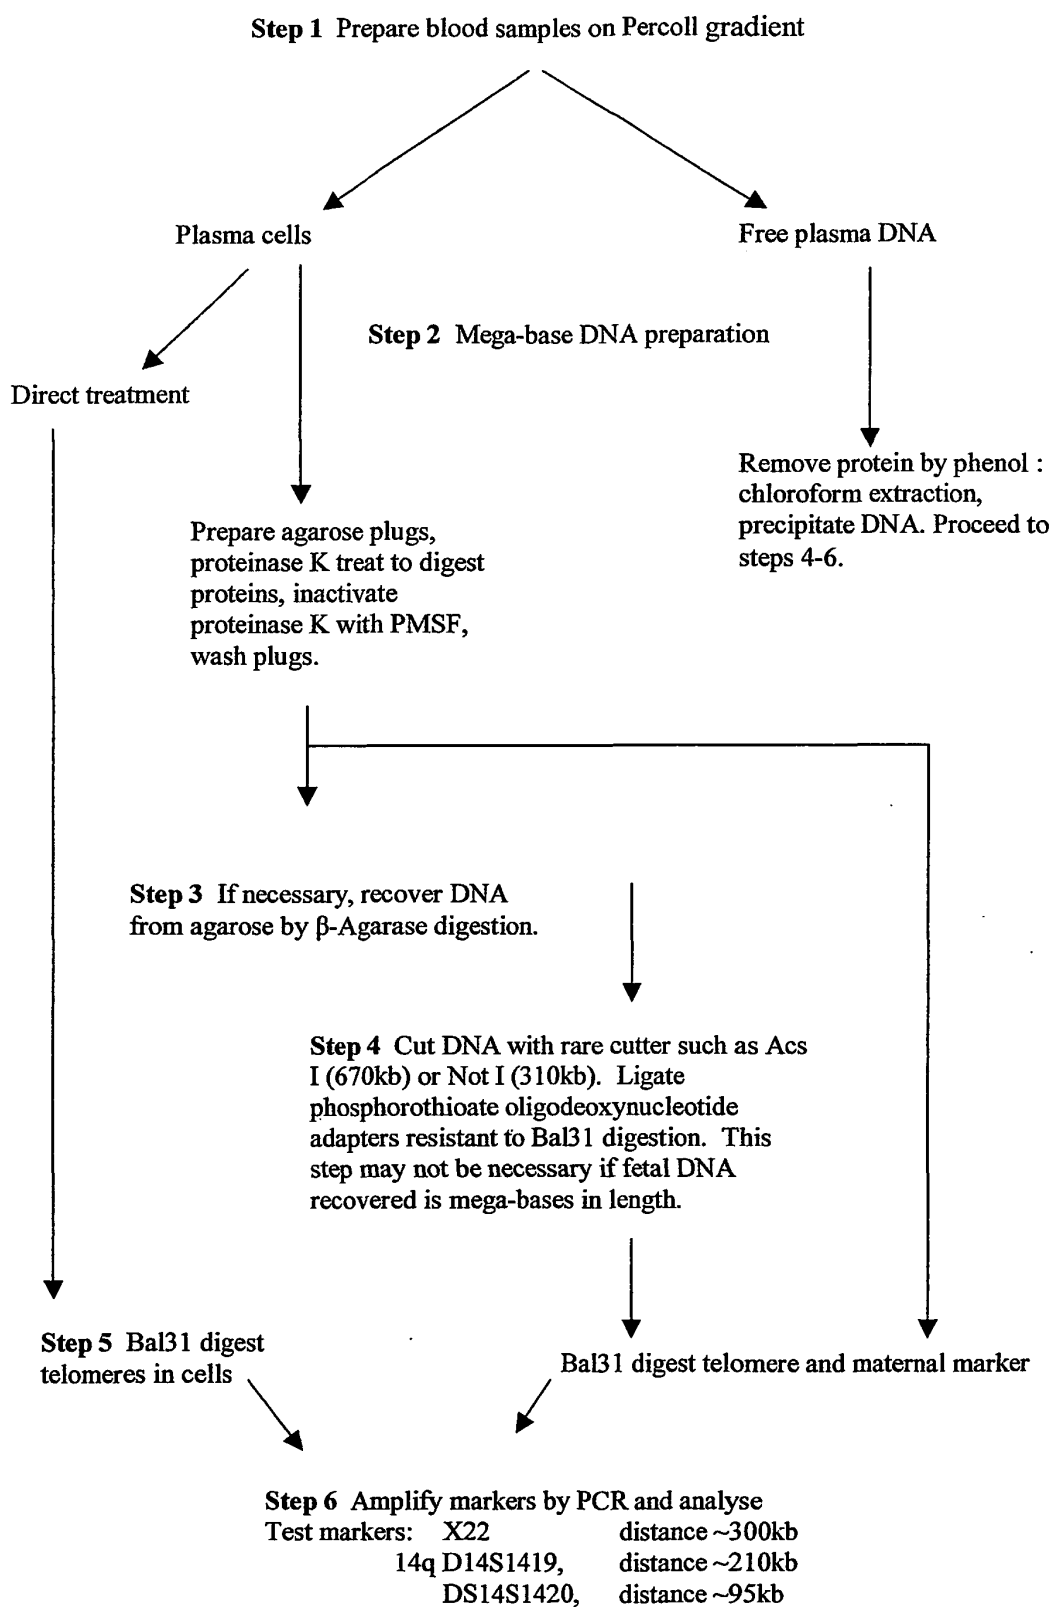 Step 1 Prepare blood samples on Percoll gradient
Plasma cells
Free plasma DNA
Step 2 Mega-base DNA preparation
Direct treatment
Remove protein by phenol :
chloroform extraction,
precipitate DNA. Proceed to
steps 4-6.
Prepare agarose plugs,
proteinase K treat to digest
proteins, inactivate
proteinase K with PMSF,
wash plugs.
Step 3 If necessary, recover DNA
from agarose by β-Agarase digestion.
Step 4 Cut DNA with rare cutter such as Acs
I (670kb) or Not I (310kb). Ligate
phosphorothioate oligodeoxynucleotide
adapters resistant to Bal31 digestion. This
step may not be necessary if fetal DNA
recovered is mega-bases in length.
Step 5 Bal31 digest
telomeres in cells
Bal31 digest telomere and maternal marker
Step 6 Amplify markers by PCR and analyse
Test markers: X22 distance ~300kb
14q D14S1419, distance ~210kb
DS14S1420, distance ~95kb